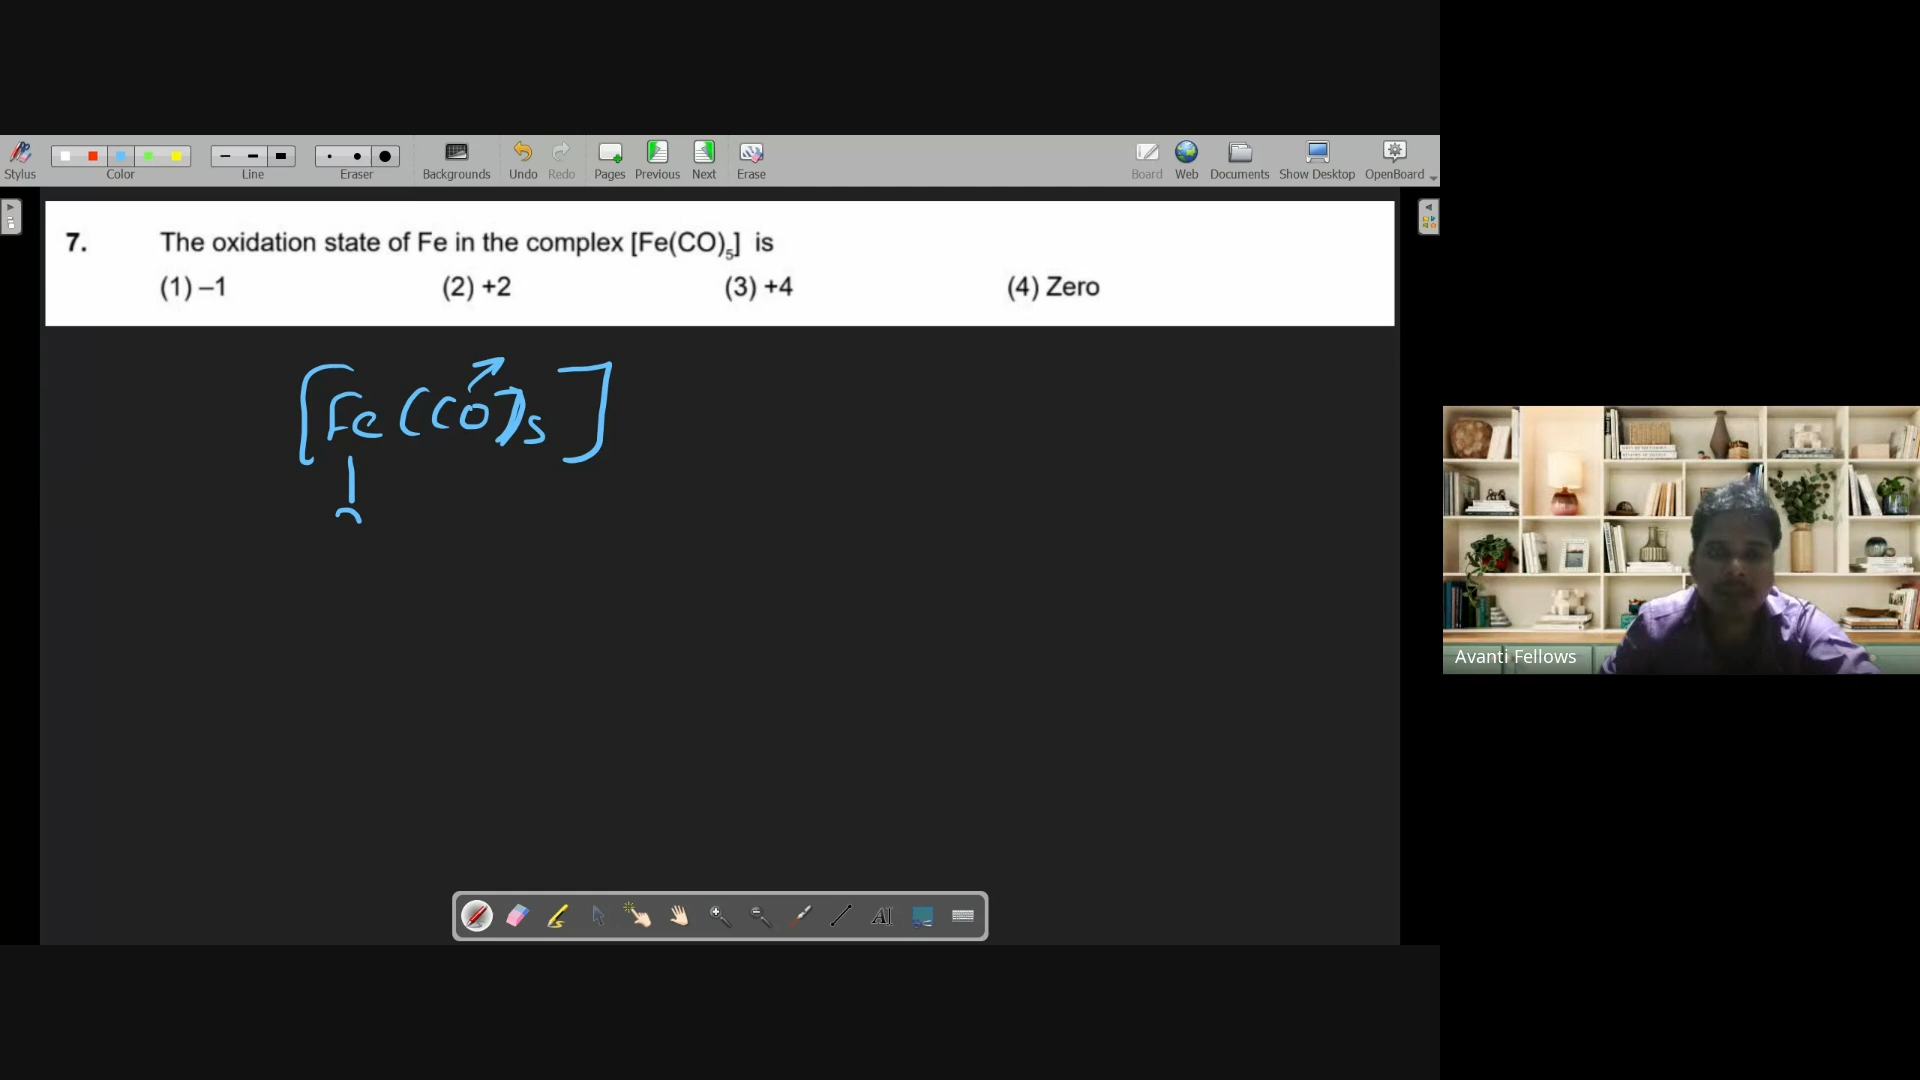 Stylus Color Line Eraser Backgrounds Undo Redo Pages Previous Next Erase Board Web Documents Show Desktop OpenBoard
7. The oxidation state of Fe in the complex [Fe(CO)₅] is
(1) –1 (2) +2 (3) +4 (4) Zero
[Fe(CO)5]
Avanti Fellows